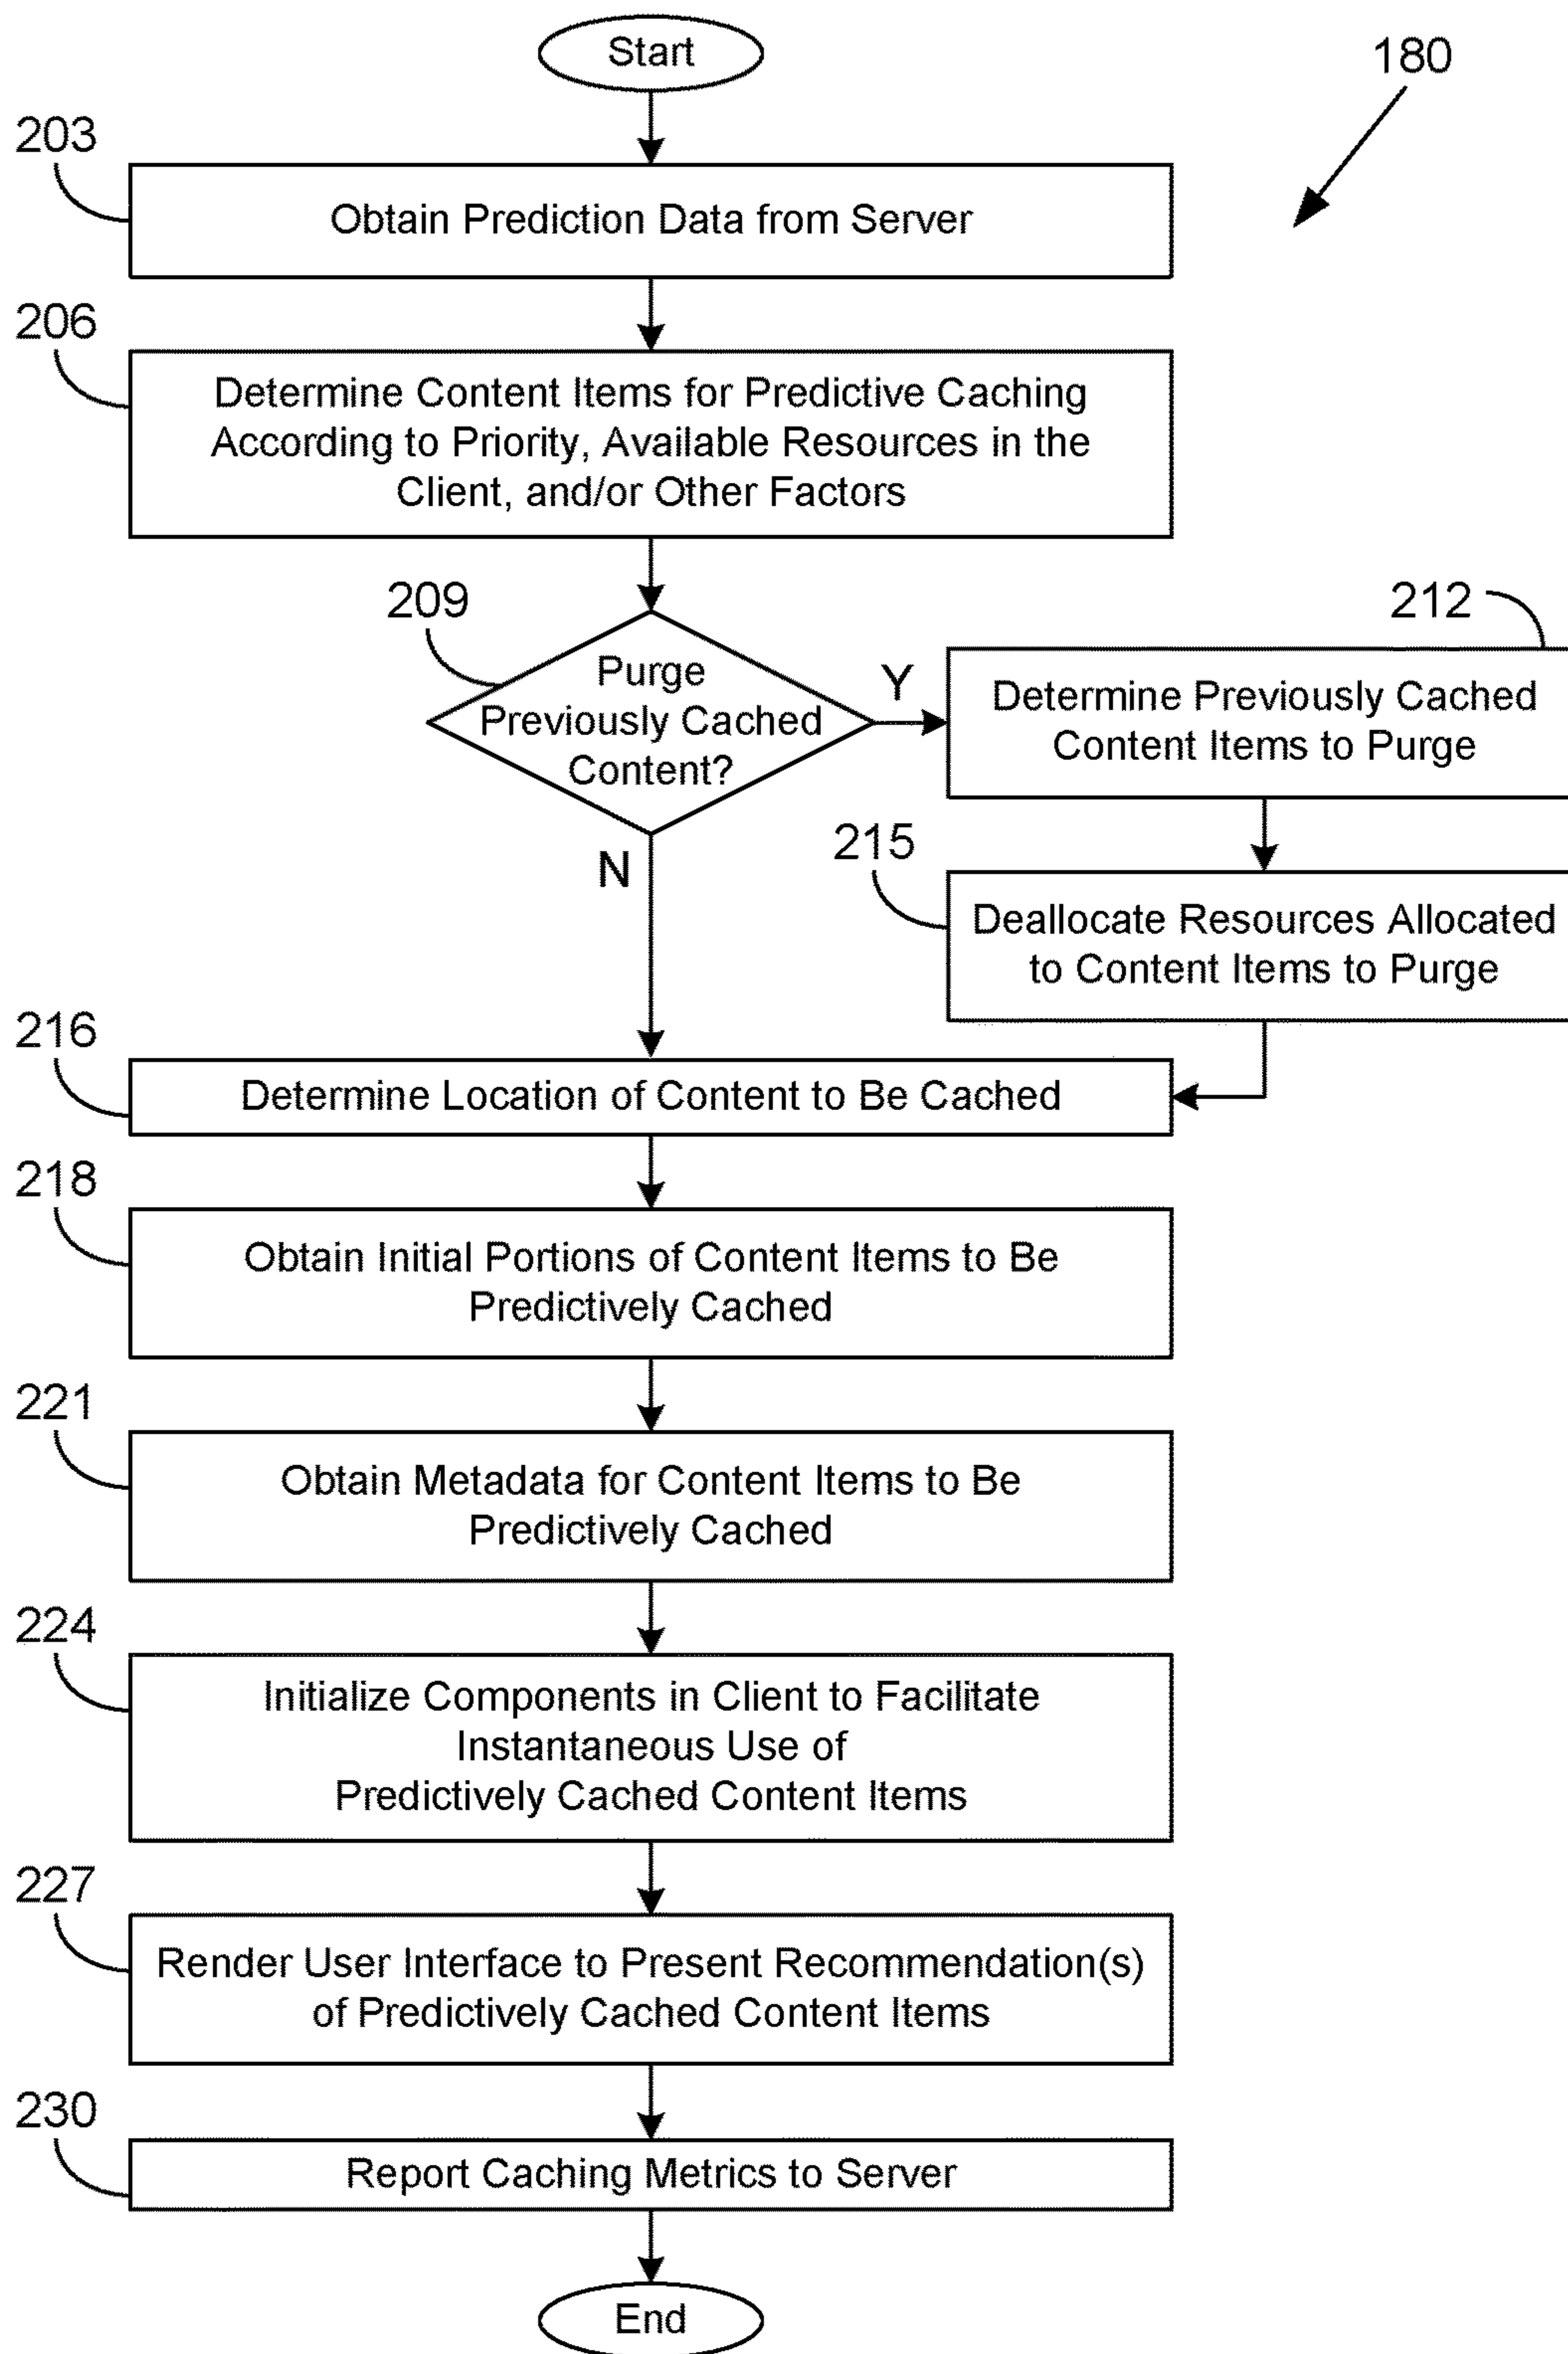 Start
180
203
Obtain Prediction Data from Server
206
Determine Content Items for Predictive Caching
According to Priority, Available Resources in the
Client, and/or Other Factors
209
Purge
Previously Cached
Content?
Y
N
212
Determine Previously Cached
Content Items to Purge
215
Deallocate Resources Allocated
to Content Items to Purge
216
Determine Location of Content to Be Cached
218
Obtain Initial Portions of Content Items to Be
Predictively Cached
221
Obtain Metadata for Content Items to Be
Predictively Cached
224
Initialize Components in Client to Facilitate
Instantaneous Use of
Predictively Cached Content Items
227
Render User Interface to Present Recommendation(s)
of Predictively Cached Content Items
230
Report Caching Metrics to Server
End